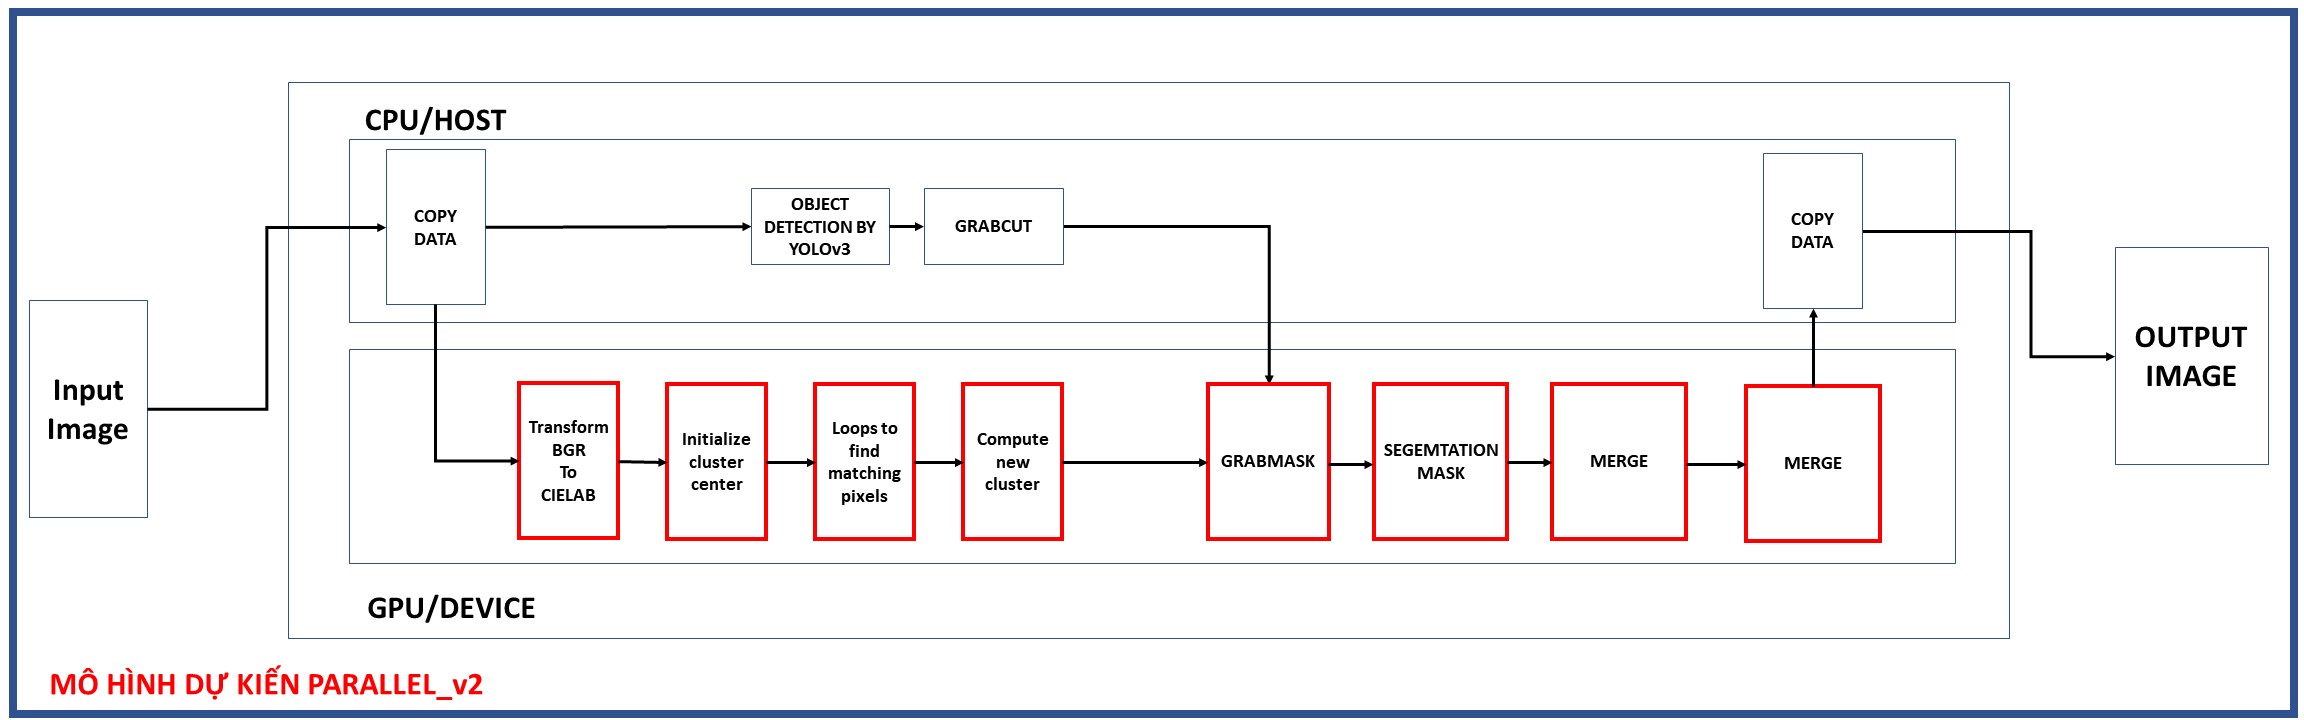 CPU/HOST
COPY
DATA
OBJECT
DETECTION BY
YOLOv3
GRABCUT
COPY
DATA
Input
Image
OUTPUT
IMAGE
Transform
BGR
To
CIELAB
Initialize
cluster
center
Loops to
find
matching
pixels
Compute
new
cluster
GRABMASK
SEGEMTATION
MASK
MERGE
MERGE
GPU/DEVICE
MÔ HÌNH DỰ KIẾN PARALLEL_v2